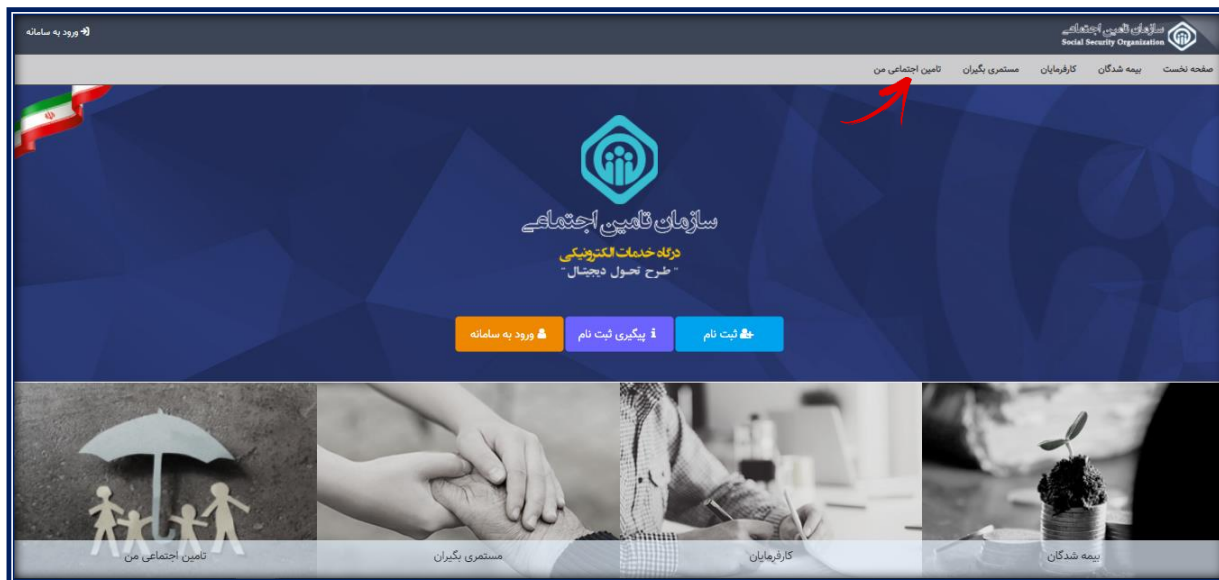 سازمان تامین اجتماعی
Social Security Organization
ورود به سامانه
صفحه نخست بیمه شدگان کارفرمایان مستمری بگیران تامین اجتماعی من
سازمان تامین اجتماعی
درگاه خدمات الکترونیکی
"طرح تحول دیجیتال"
ثبت نام پیگیری ثبت نام ورود به سامانه
بیمه شدگان کارفرمایان مستمری بگیران تامین اجتماعی من